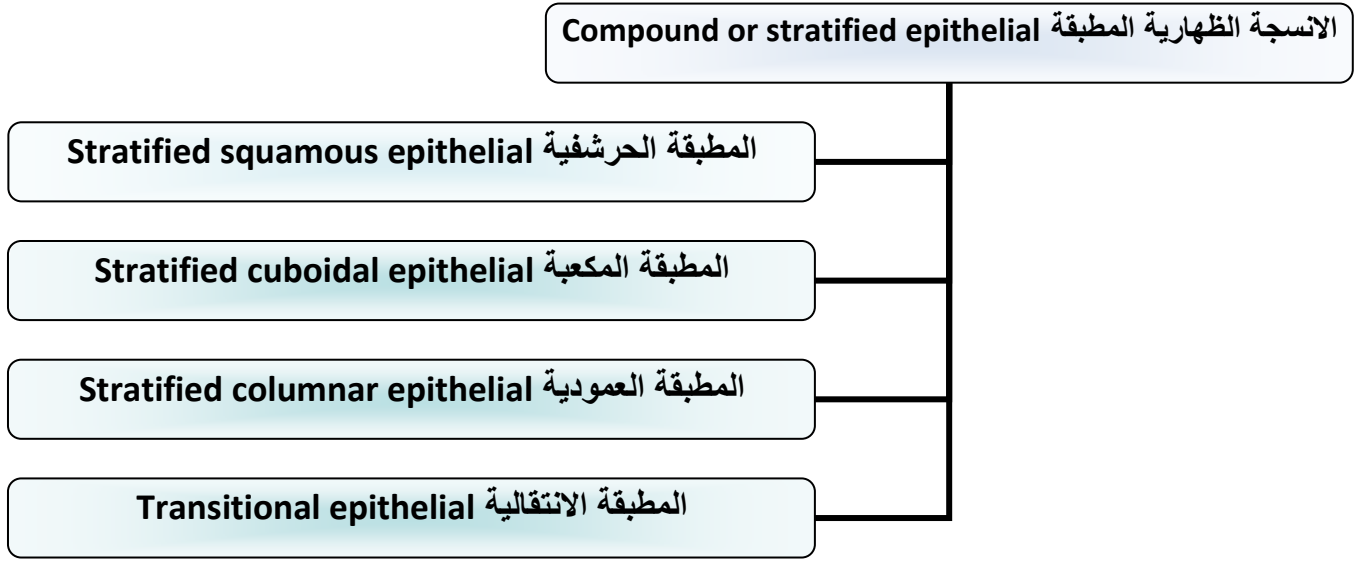 الانسجة الظهارية المطبقة Compound or stratified epithelial
المطبقة الحرشفية Stratified squamous epithelial
المطبقة المكعبة Stratified cuboidal epithelial
المطبقة العمودية Stratified columnar epithelial
المطبقة الانتقالية Transitional epithelial